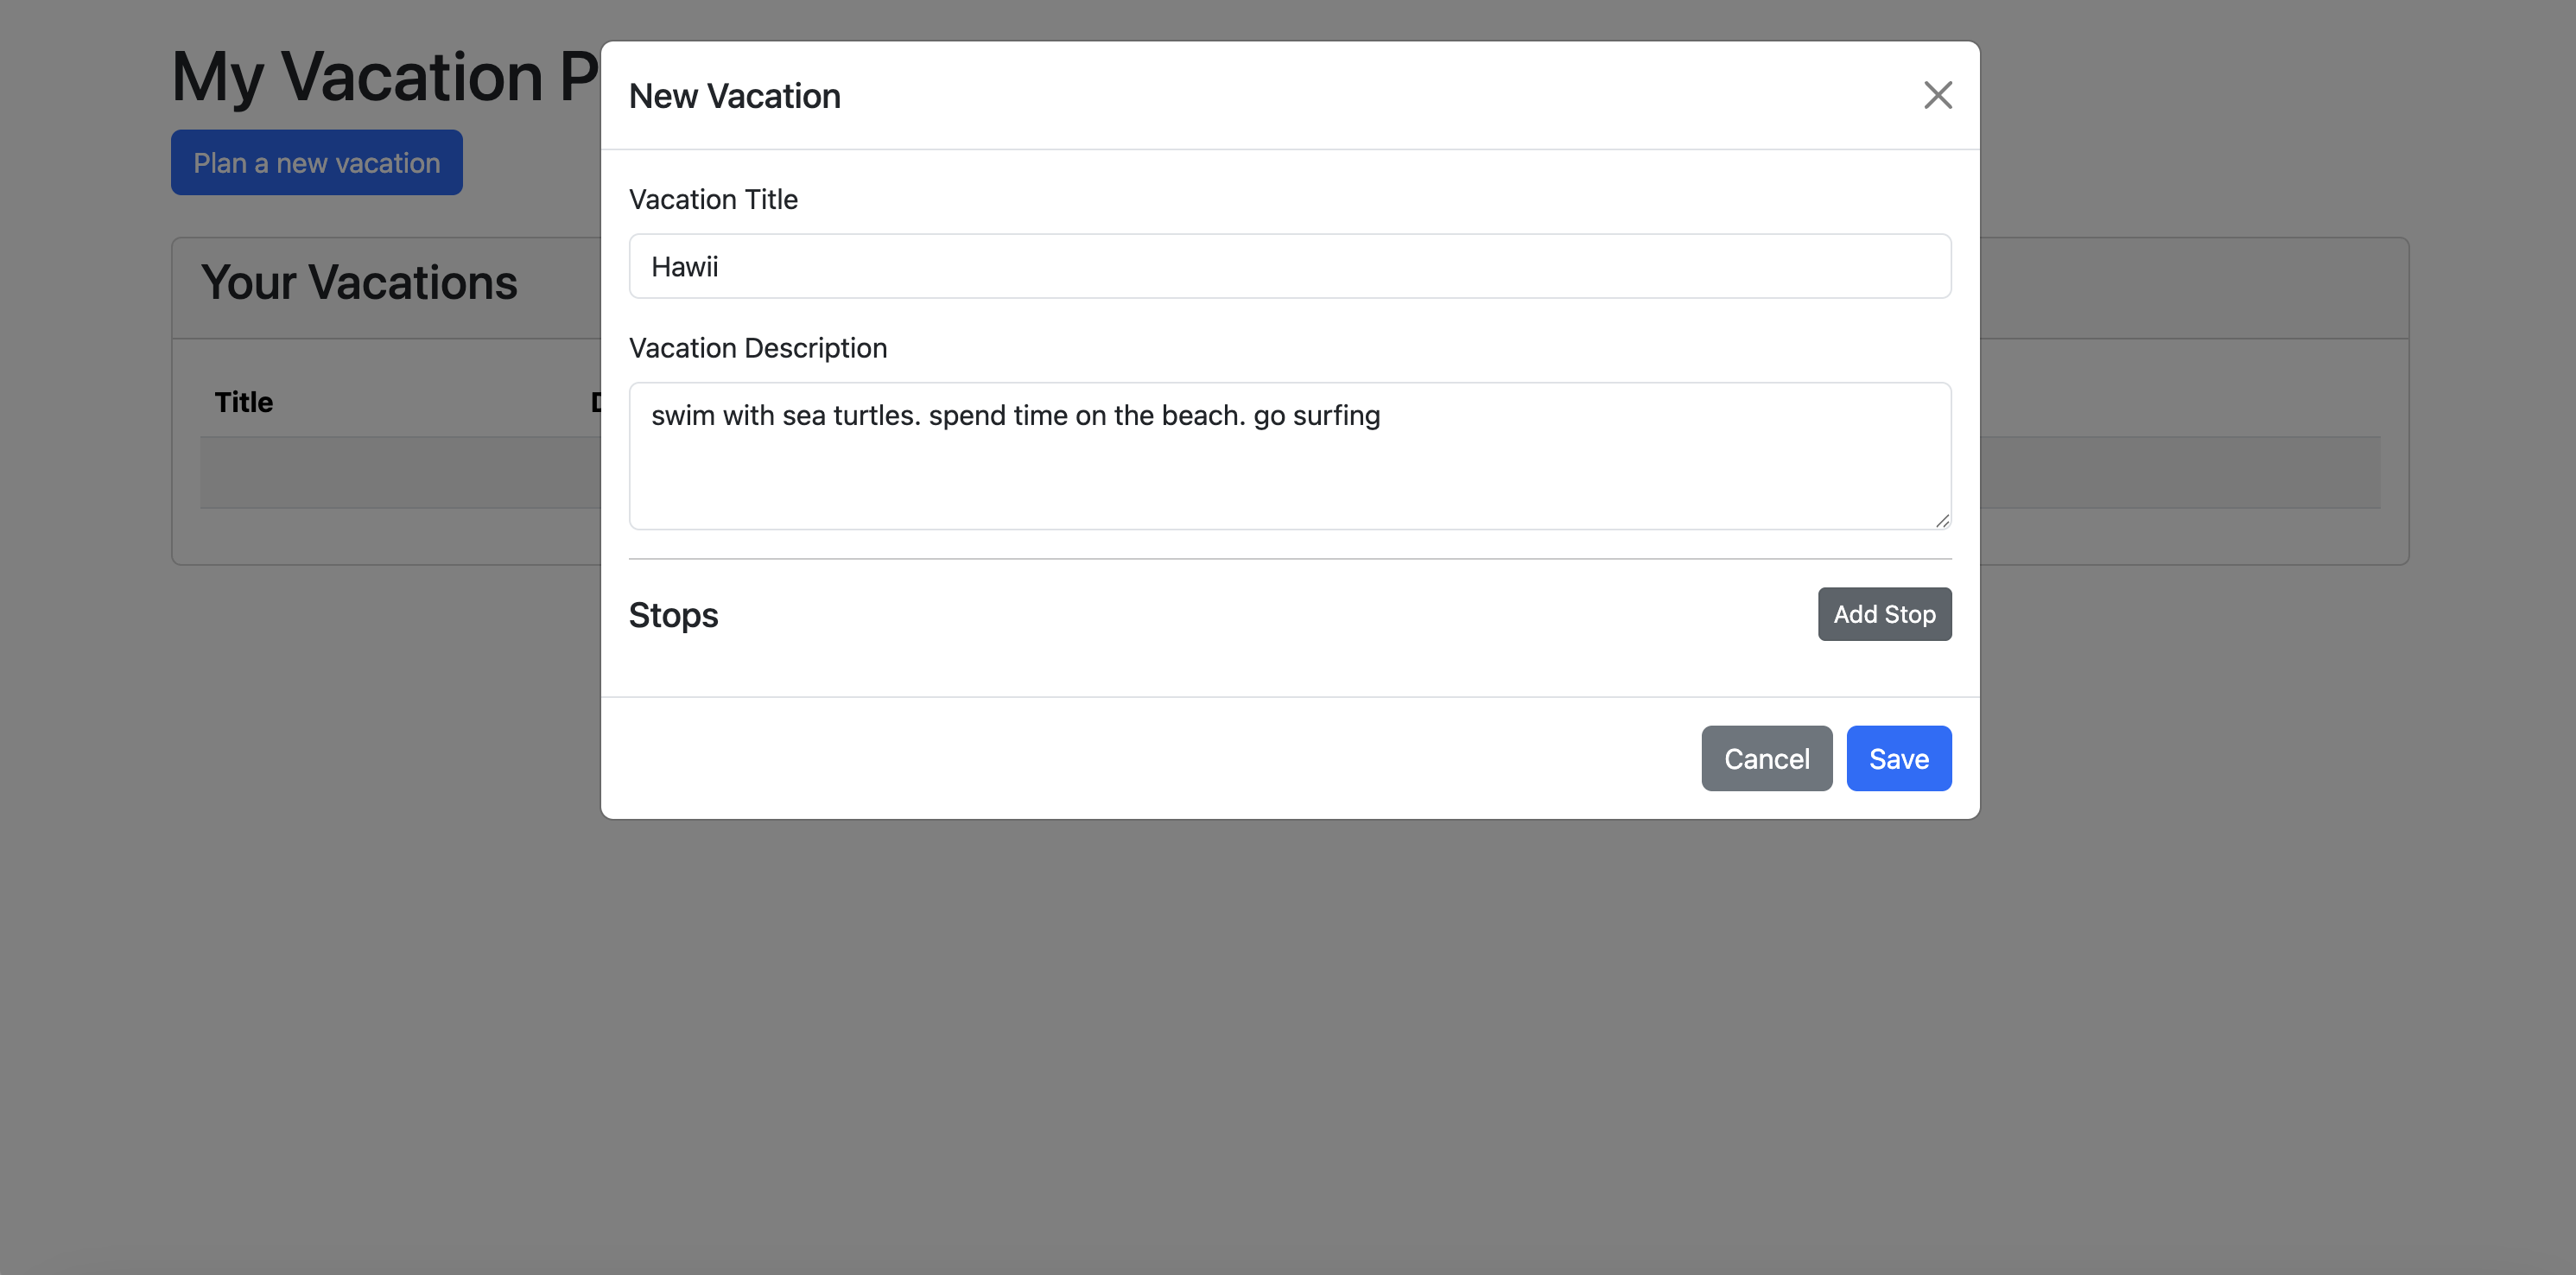 My Vacation P
Plan a new vacation
Your Vacations
Title
New Vacation
Vacation Title
Hawii
Vacation Description
swim with sea turtles. spend time on the beach. go surfing
Stops
Add Stop
Cancel
Save